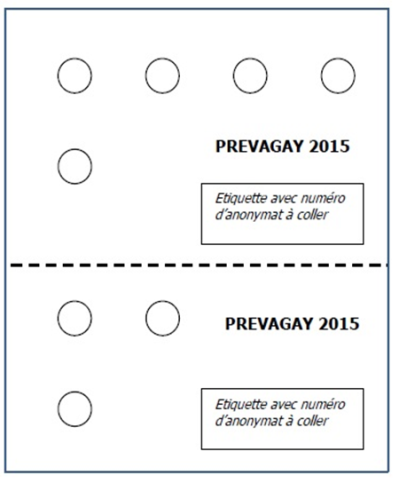 PREVAGAY 2015
Etiquette avec numéro
d'anonymat à coller
PREVAGAY 2015
Etiquette avec numéro
d'anonymat à coller